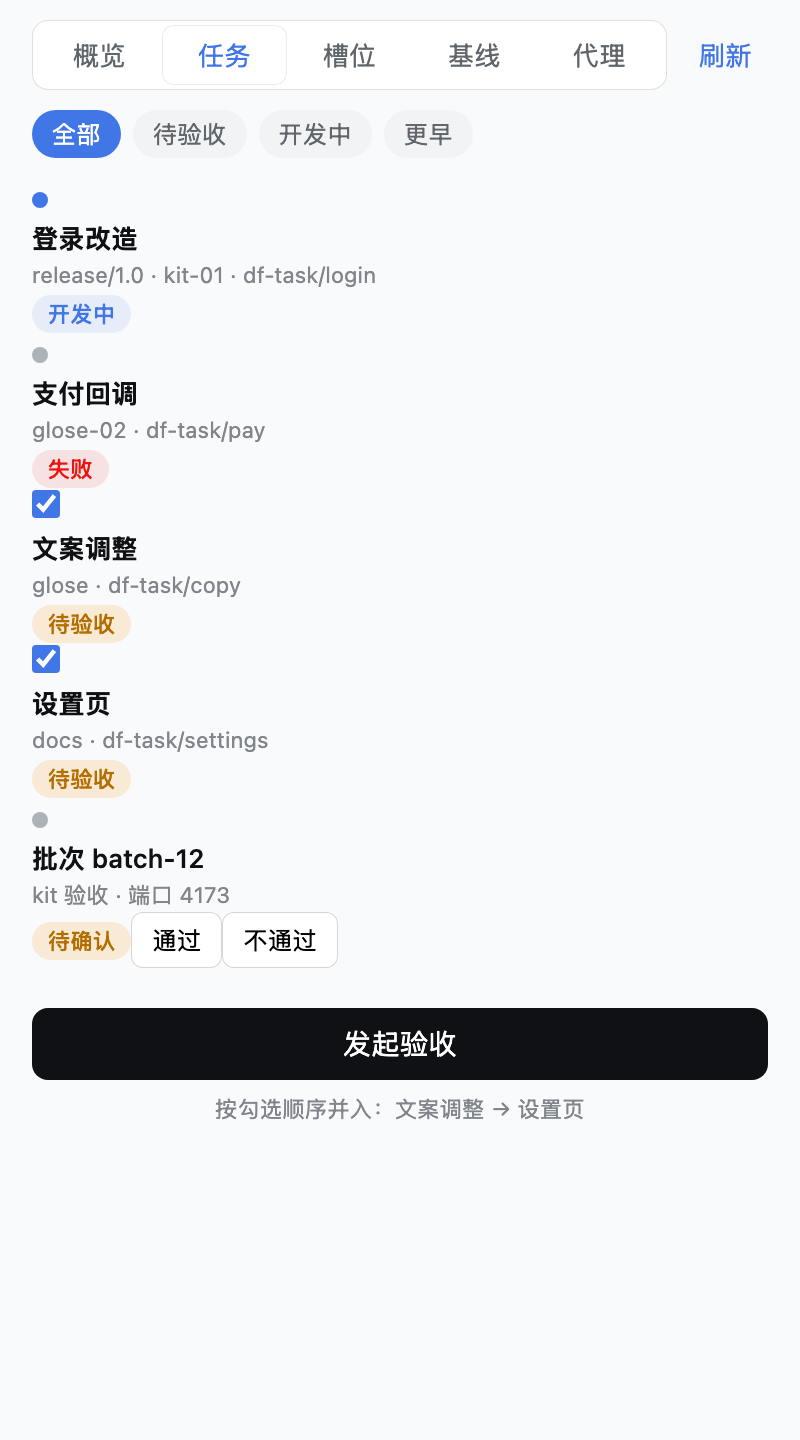 概览 任务 槽位 基线 代理 刷新
全部 待验收 开发中 更早
登录改造
release/1.0 · kit-01 · df-task/login
开发中
支付回调
glose-02 · df-task/pay
失败
文案调整
glose · df-task/copy
待验收
设置页
docs · df-task/settings
待验收
批次 batch-12
kit 验收 · 端口 4173
待确认 通过 不通过
发起验收
按勾选顺序并入：文案调整 → 设置页